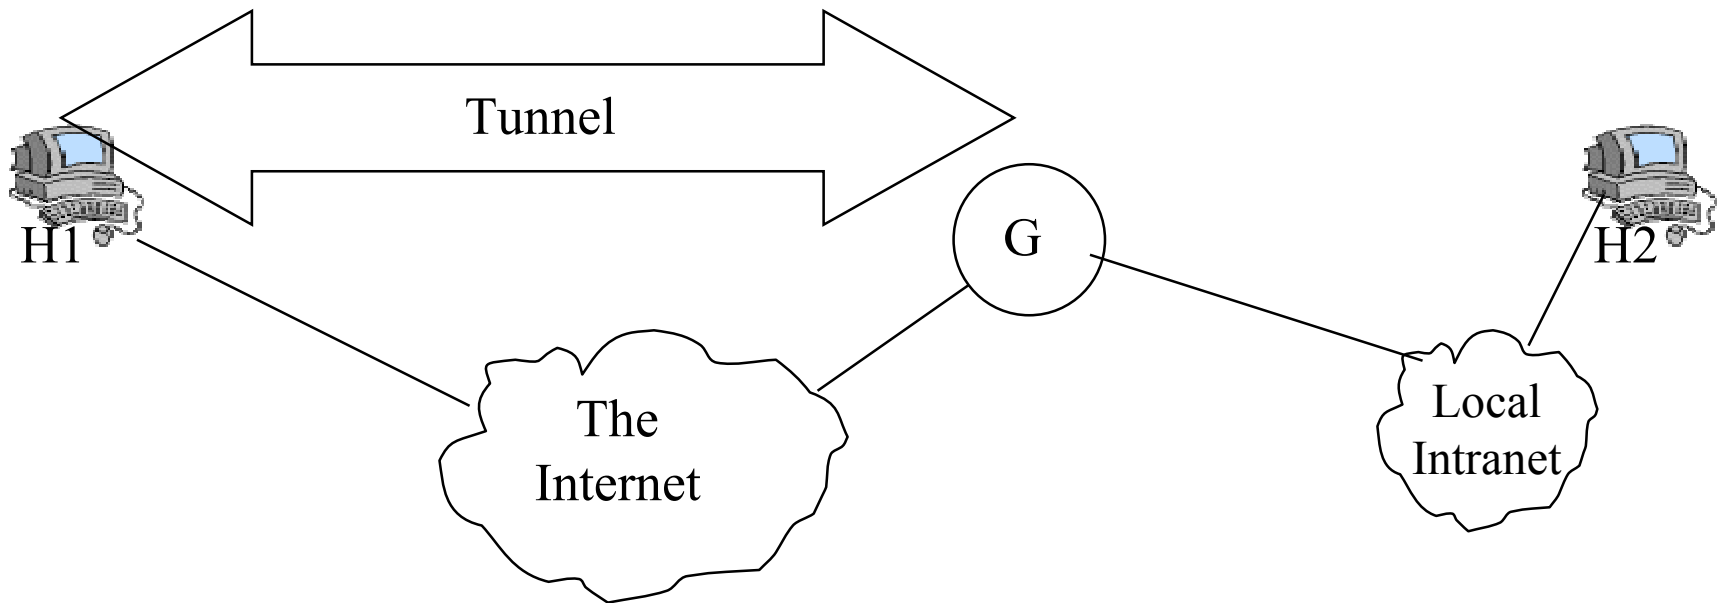 Tunnel
H1
G
H2
The
Internet
Local
Intranet